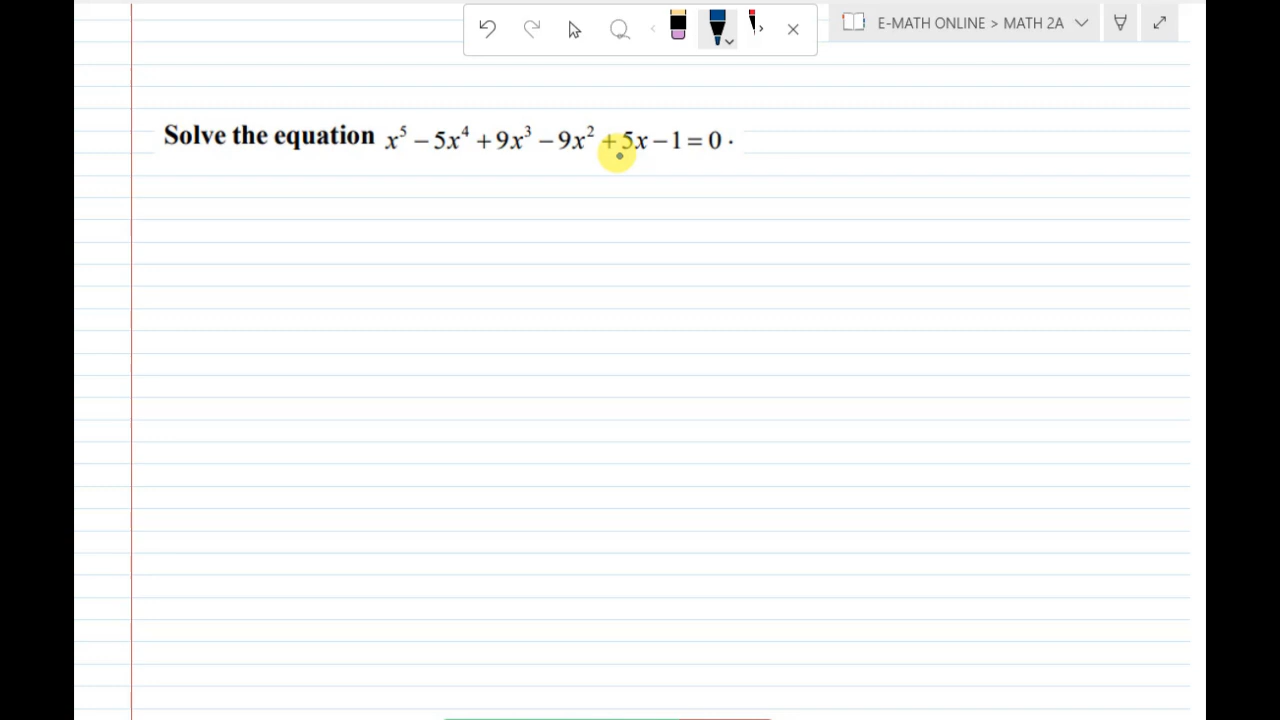 E-MATH ONLINE > MATH 2A
Solve the equation x⁵ − 5x⁴ + 9x³ − 9x² + 5x − 1 = 0 .